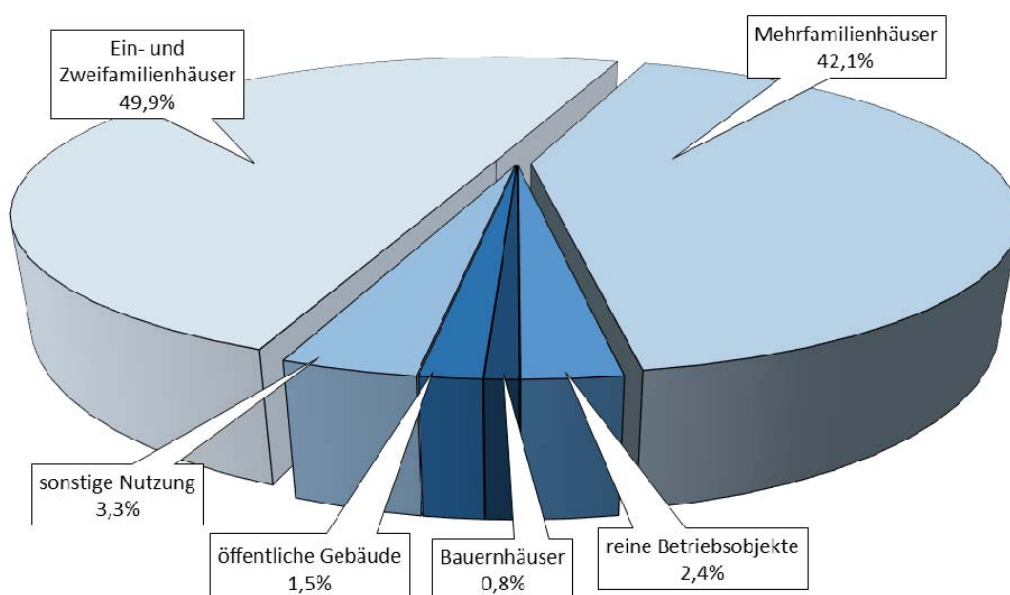 Ein- und
Zweifamilienhäuser
49,9%
Mehrfamilienhäuser
42,1%
sonstige Nutzung
3,3%
öffentliche Gebäude
1,5%
Bauernhäuser
0,8%
reine Betriebsobjekte
2,4%